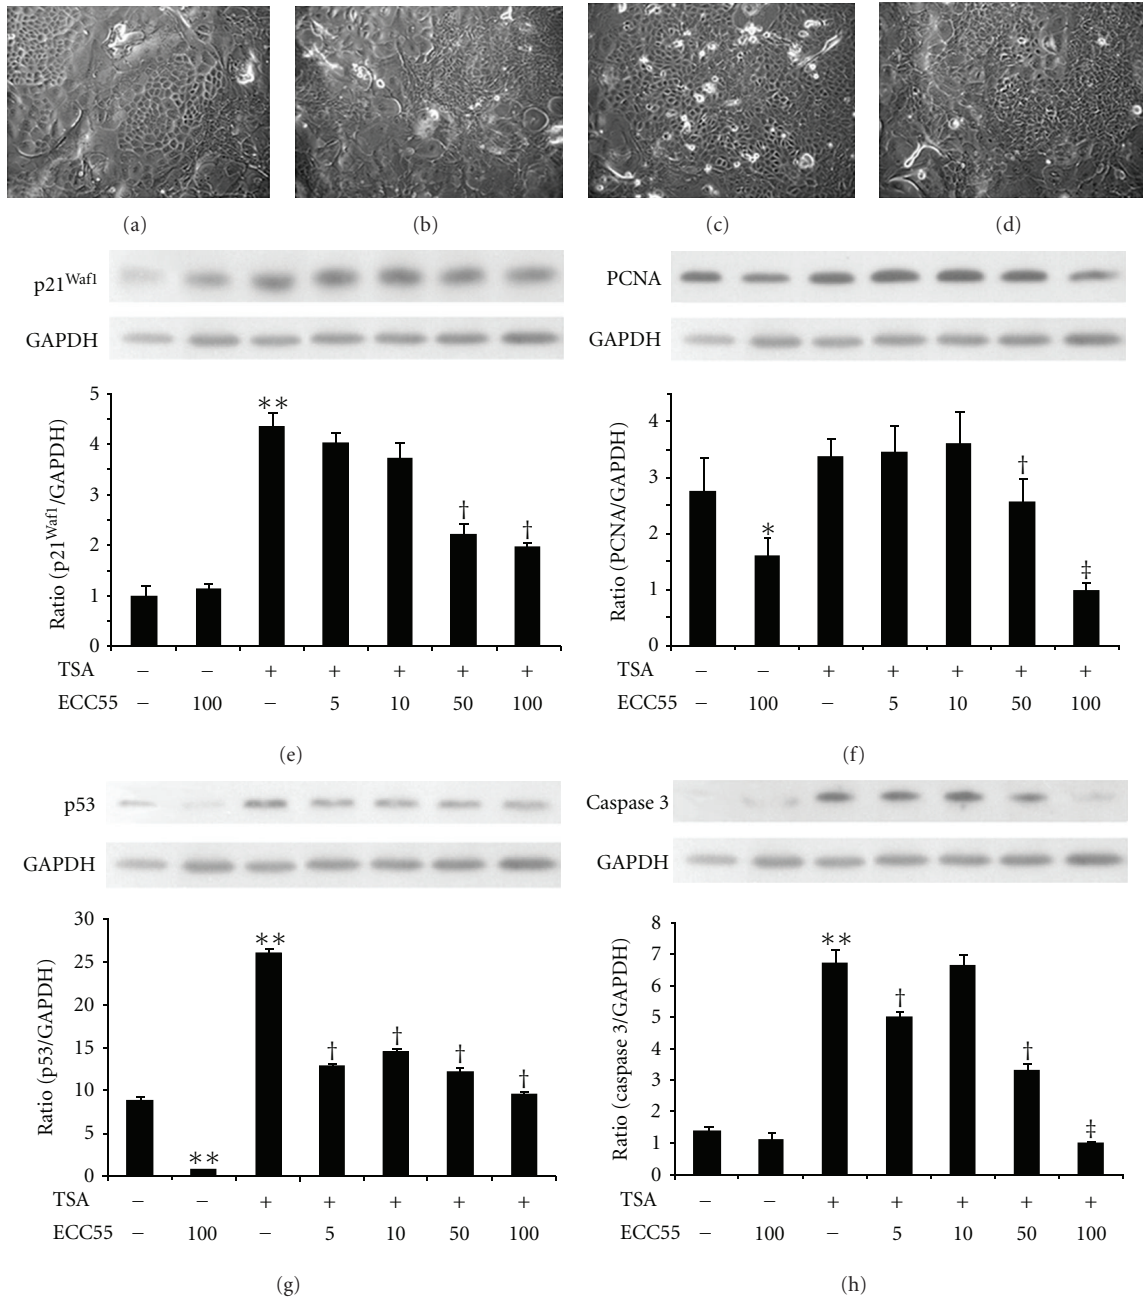 (a) (b) (c) (d)
p21Waf1 PCNA
GAPDH GAPDH
Ratio (p21Waf1/GAPDH)
5
4
3
2
1
0
** † †
TSA − − + + + + +
ECC55 − 100 − 5 10 50 100
(e)
Ratio (PCNA/GAPDH)
4
3
2
1
0
* † ‡
TSA − − + + + + +
ECC55 − 100 − 5 10 50 100
(f)
p53 Caspase 3
GAPDH GAPDH
Ratio (p53/GAPDH)
30
25
20
15
10
5
0
** ** † † † †
TSA − − + + + + +
ECC55 − 100 − 5 10 50 100
(g)
Ratio (caspase 3/GAPDH)
8
7
6
5
4
3
2
1
0
** † † ‡
TSA − − + + + + +
ECC55 − 100 − 5 10 50 100
(h)